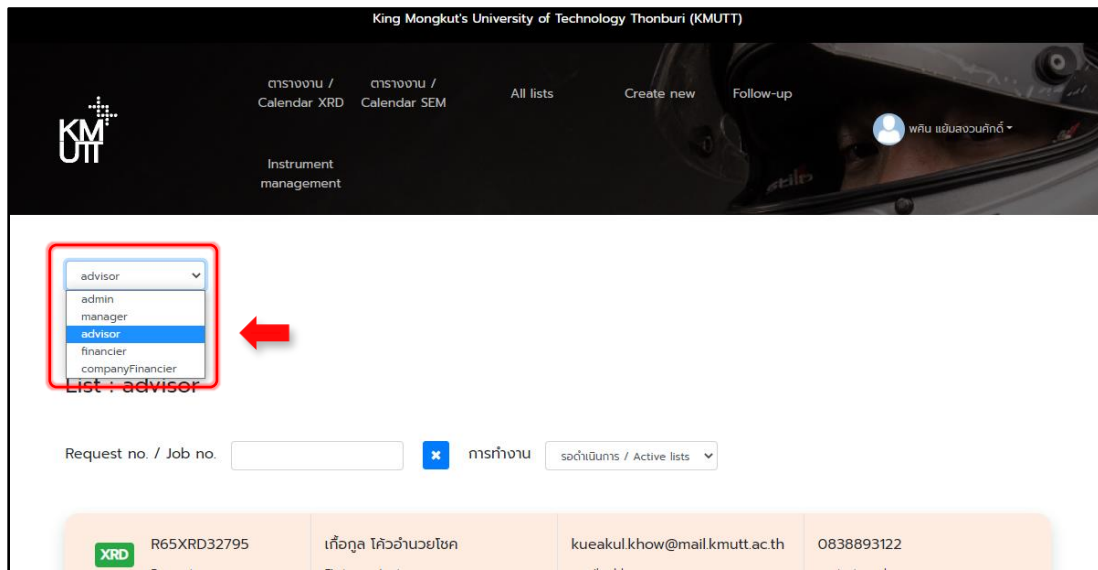 King Mongkut's University of Technology Thonburi (KMUTT)
ตารางงาน / Calendar XRD
ตารางงาน / Calendar SEM
All lists
Create new
Follow-up
KM
UTT
พศิน แย้มสงวนศักดิ์
Instrument
management
stilo
advisor
admin
manager
advisor
financier
companyFinancier
List : advisor
Request no. / Job no.
การทำงาน
รอดำเนินการ / Active lists
XRD
R65XRD32795
เกื้อกูล โค้วอำนวยโชค
kueakul.khow@mail.kmutt.ac.th
0838893122